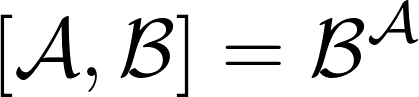 [𝒜, ℬ] = ℬ^𝒜